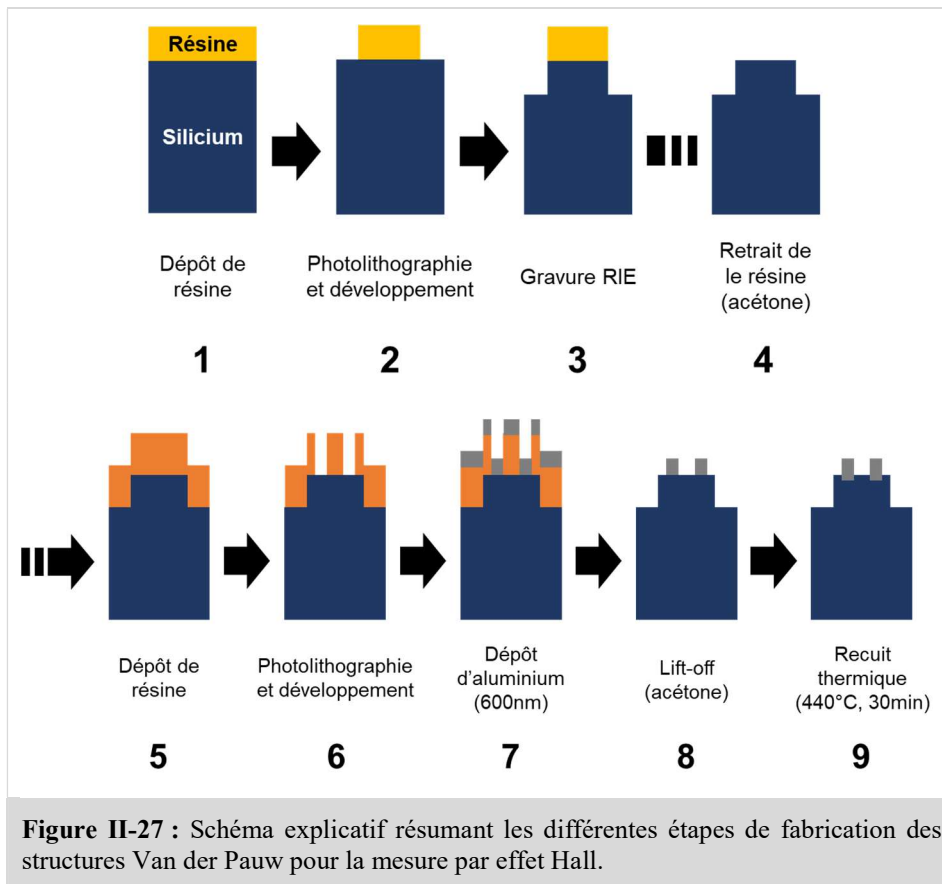 Résine
Silicium
Dépôt de
résine
Photolithographie
et développement
Gravure RIE
Retrait de
le résine
(acétone)
1
2
3
4
Dépôt de
résine
Photolithographie
et développement
Dépôt
d'aluminium
(600nm)
Lift-off
(acétone)
Recuit
thermique
(440°C, 30min)
5
6
7
8
9
Figure II-27 : Schéma explicatif résumant les différentes étapes de fabrication des
structures Van der Pauw pour la mesure par effet Hall.